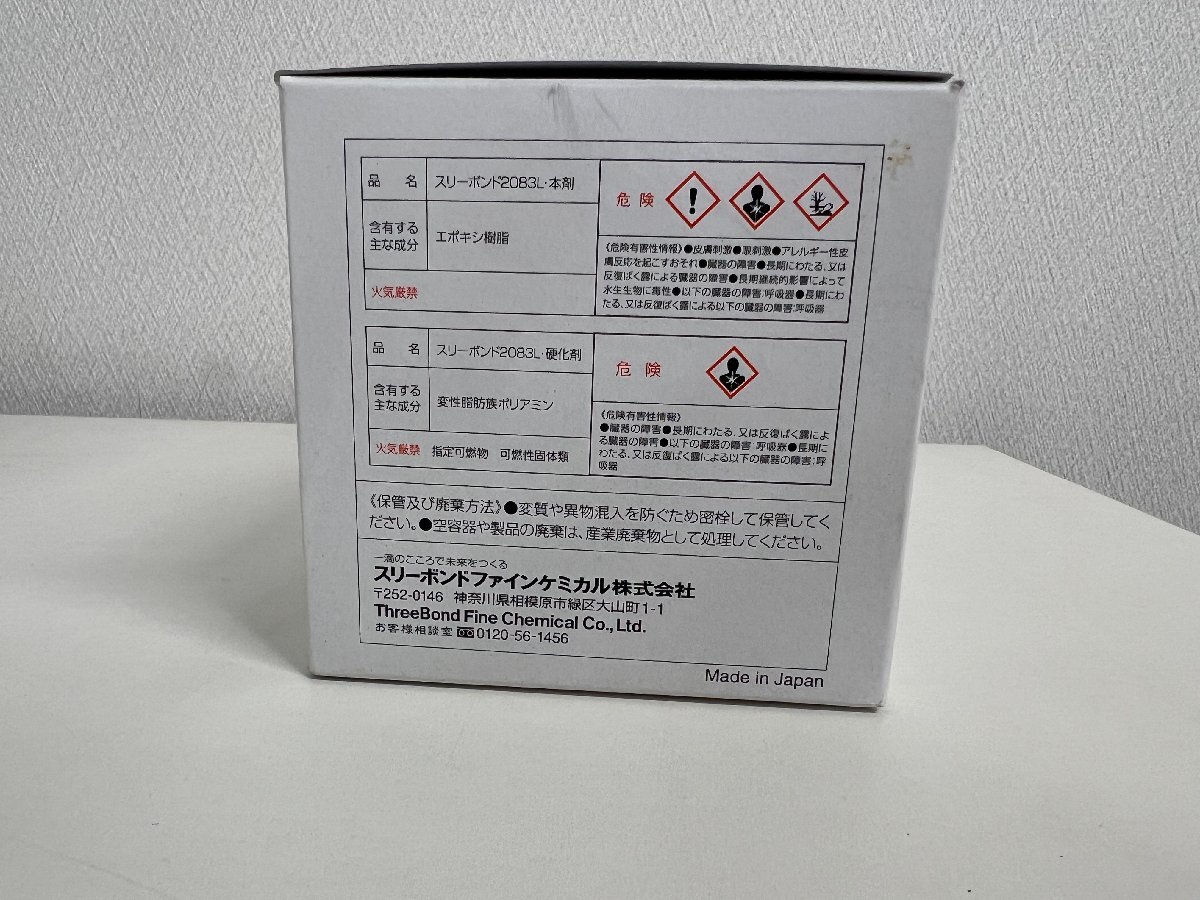 品名 スリーボンド2083L・本剤
含有する
主な成分 エポキシ樹脂
火気厳禁
危険
《危険有害性情報》●皮膚刺激●眼刺激●アレルギー性皮
膚反応を起こすおそれ●臓器の障害●長期にわたる、又は
反復ばく露による臓器の障害●長期継続的影響によって
水生生物に毒性●以下の臓器の障害:呼吸器●長期にわ
たる、又は反復ばく露による以下の臓器の障害:呼吸器
品名 スリーボンド2083L・硬化剤
含有する
主な成分 変性脂肪族ポリアミン
火気厳禁 指定可燃物 可燃性固体類
危険
《危険有害性情報》
●臓器の障害●長期にわたる、又は反復ばく露によ
る臓器の障害●以下の臓器の障害:呼吸器●長期に
わたる、又は反復ばく露による以下の臓器の障害:呼
吸器
《保管及び廃棄方法》●変質や異物混入を防ぐため密栓して保管してく
ださい。●空容器や製品の廃棄は、産業廃棄物として処理してください。
一滴のこころで未来をつくる
スリーボンドファインケミカル株式会社
〒252-0146 神奈川県相模原市緑区大山町1-1
ThreeBond Fine Chemical Co., Ltd.
お客様相談室 0120-56-1456
Made in Japan